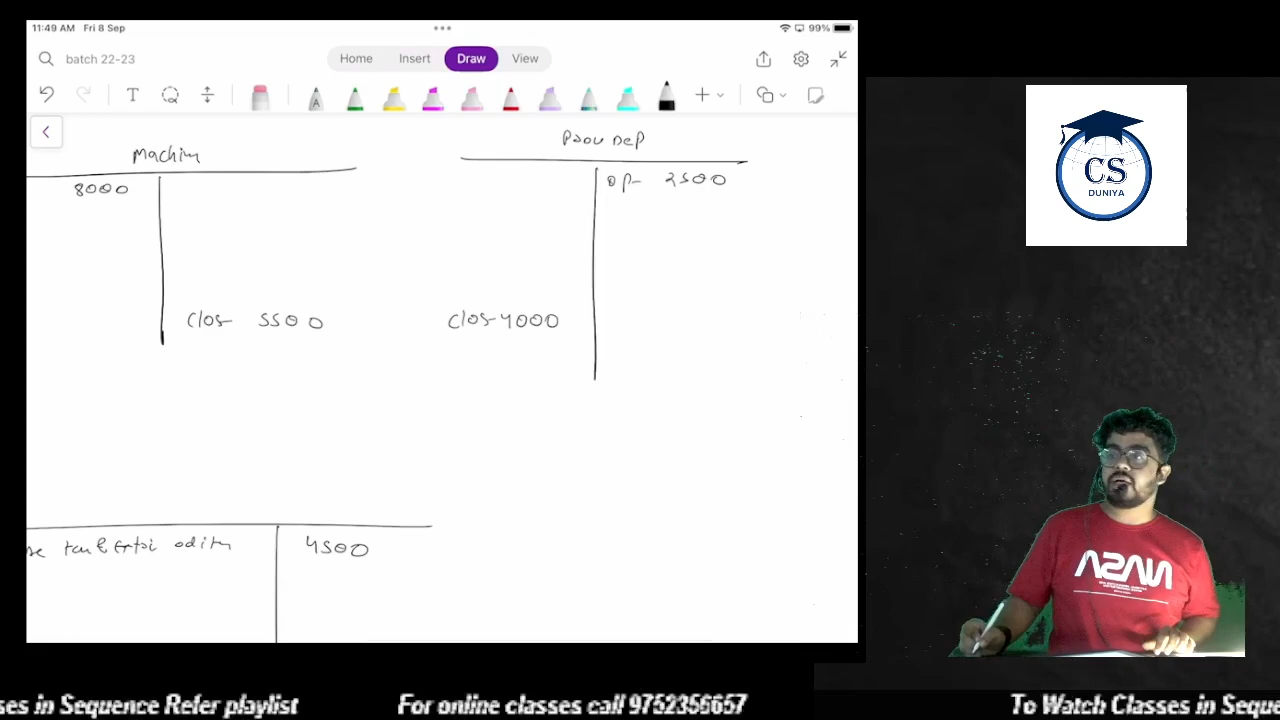 11:49 AM Fri 8 Sep
99%
batch 22-23
Home Insert Draw View
A
Machin
Prov Dep
8000
op- 2500
clos- 5500
clos-4000
4500
CS
DUNIYA
NASA
ses in Sequence Refer playlist For online classes call 9752356657 To Watch Classes in Seque